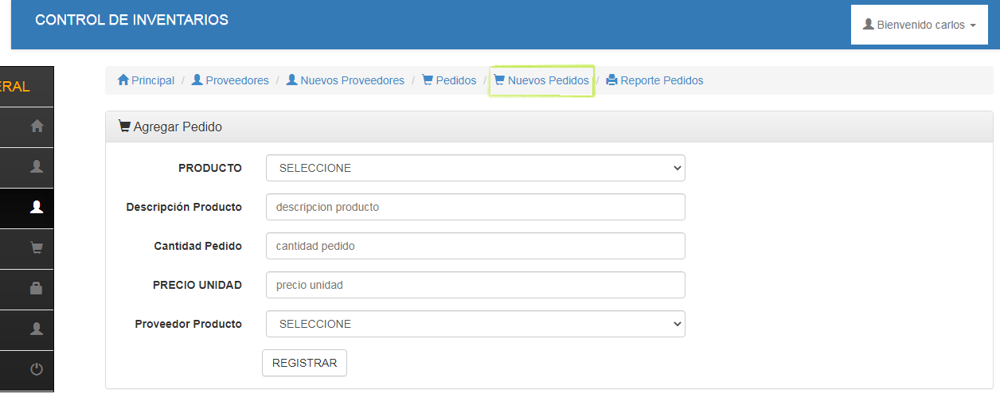 CONTROL DE INVENTARIOS
Bienvenido carlos
ERAL
Principal / Proveedores / Nuevos Proveedores / Pedidos / Nuevos Pedidos / Reporte Pedidos
Agregar Pedido
PRODUCTO SELECCIONE
Descripción Producto descripcion producto
Cantidad Pedido cantidad pedido
PRECIO UNIDAD precio unidad
Proveedor Producto SELECCIONE
REGISTRAR